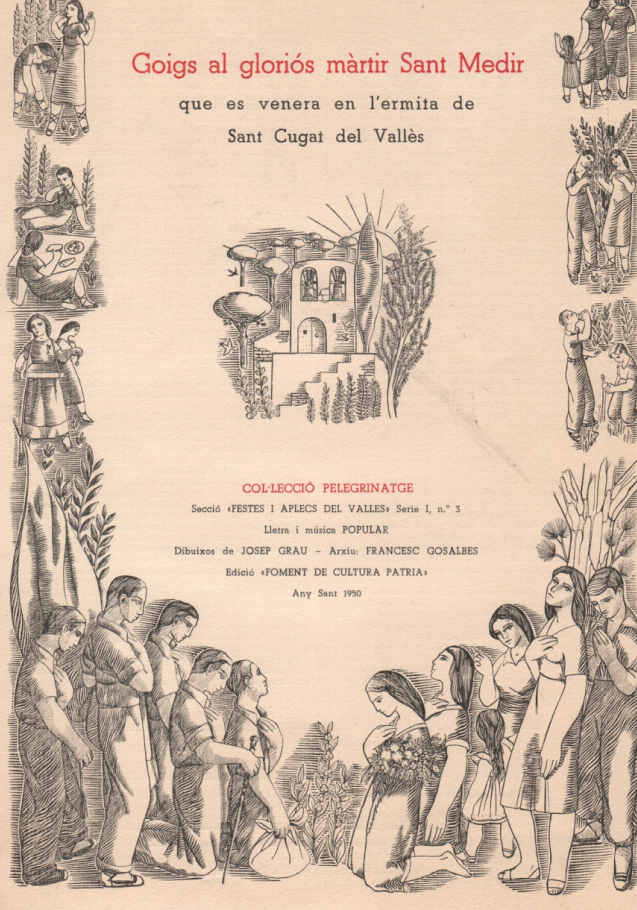 Goigs al gloriós màrtir Sant Medir
que es venera en l'ermita de
Sant Cugat del Vallès
COL·LECCIÓ PELEGRINATGE
Secció «FESTES I APLECS DEL VALLES» Serie I, n.º 3
Lletra i música POPULAR
Dibuixos de JOSEP GRAU – Arxiu: FRANCESC GOSALBES
Edició «FOMENT DE CULTURA PATRIA»
Any Sant 1950